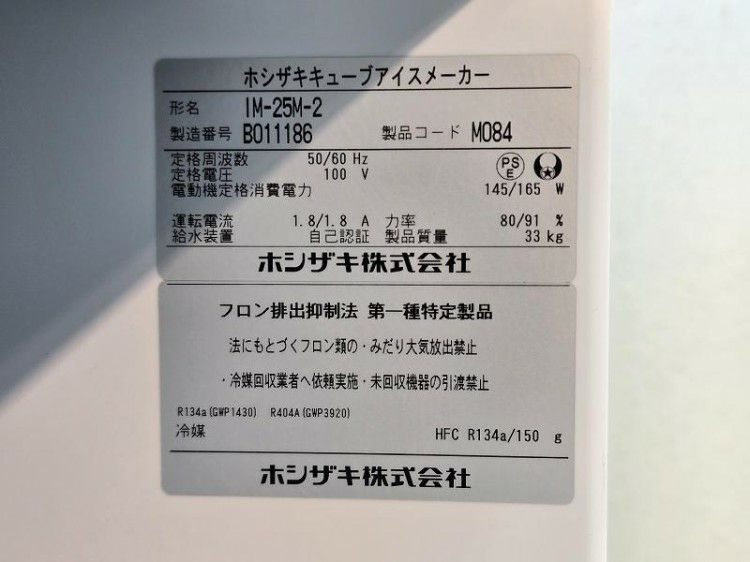 ホシザキキューブアイスメーカー
形名 IM-25M-2
製造番号 B011186 製品コード M084
定格周波数 50/60 Hz
定格電圧 100 V
PS E
電動機定格消費電力 145/165 W
運転電流 1.8/1.8 A 力率 80/91 %
給水装置 自己認証 製品質量 33 kg
ホシザキ株式会社
フロン排出抑制法 第一種特定製品
法にもとづくフロン類の・みだり大気放出禁止
・冷媒回収業者へ依頼実施・未回収機器の引渡禁止
R134a(GWP1430) R404A(GWP3920)
冷媒 HFC R134a/150 g
ホシザキ株式会社